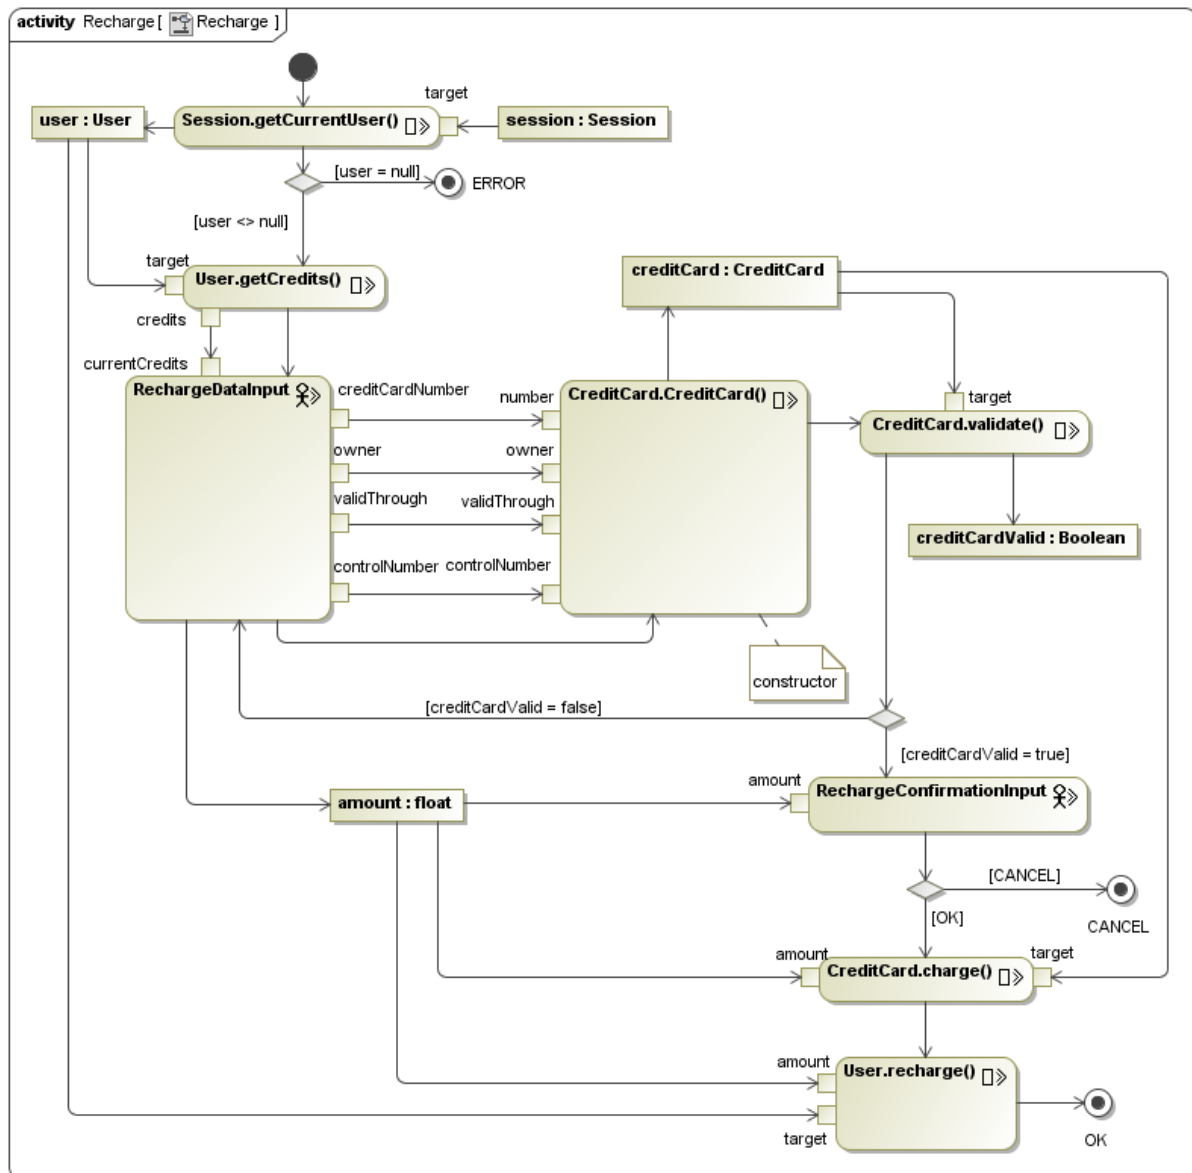 activity Recharge [ Recharge ]
target
user : User
Session.getCurrentUser()
session : Session
[user = null]
ERROR
[user <> null]
target
User.getCredits()
creditCard : CreditCard
credits
currentCredits
RechargeDataInput
creditCardNumber
number
CreditCard.CreditCard()
target
CreditCard.validate()
owner
owner
validThrough
validThrough
creditCardValid : Boolean
controlNumber
controlNumber
constructor
[creditCardValid = false]
[creditCardValid = true]
amount
RechargeConfirmationInput
amount : float
[CANCEL]
[OK]
CANCEL
amount
CreditCard.charge()
target
amount
User.recharge()
target
OK